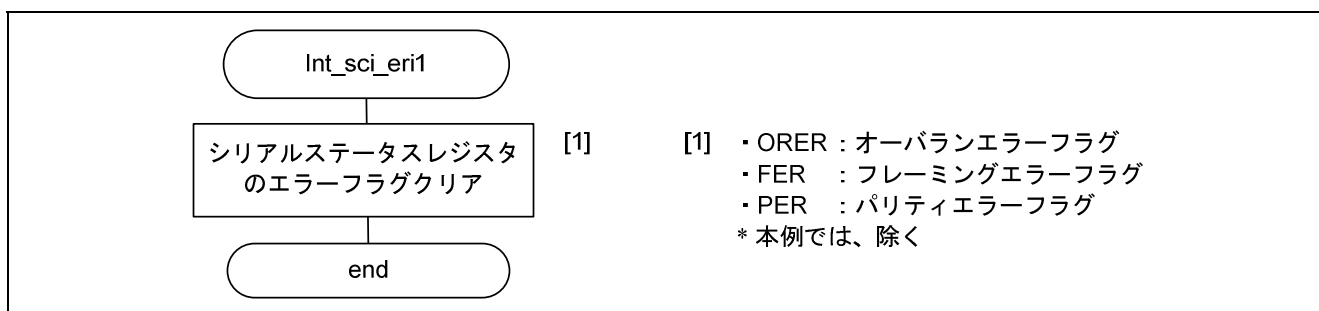 Int_sci_eri1
シリアルステータスレジスタ
のエラーフラグクリア
[1]
end
[1] ・ORER：オーバランエラーフラグ
・FER ：フレーミングエラーフラグ
・PER ：パリティエラーフラグ
* 本例では、除く